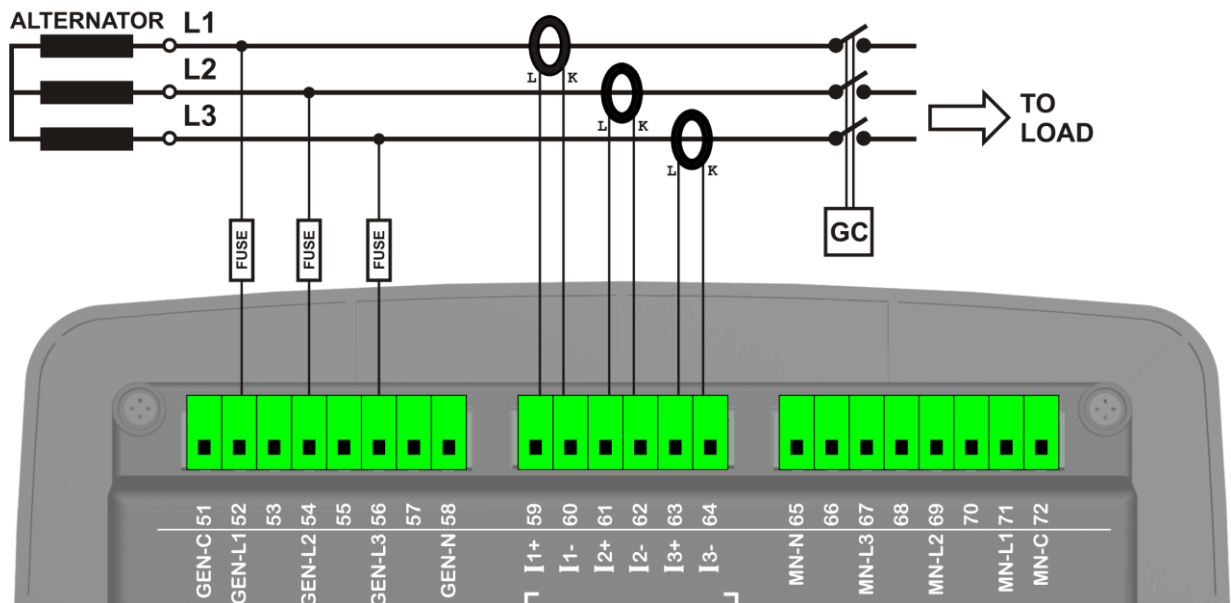 ALTERNATOR L1
L2
L3
L K
L K
L K
TO
LOAD
FUSE
FUSE
FUSE
GC
GEN-C 51
GEN-L1 52
53
GEN-L2 54
55
GEN-L3 56
57
GEN-N 58
I1+ 59
I1- 60
I2+ 61
I2- 62
I3+ 63
I3- 64
MN-N 65
66
MN-L3 67
68
MN-L2 69
70
MN-L1 71
MN-C 72